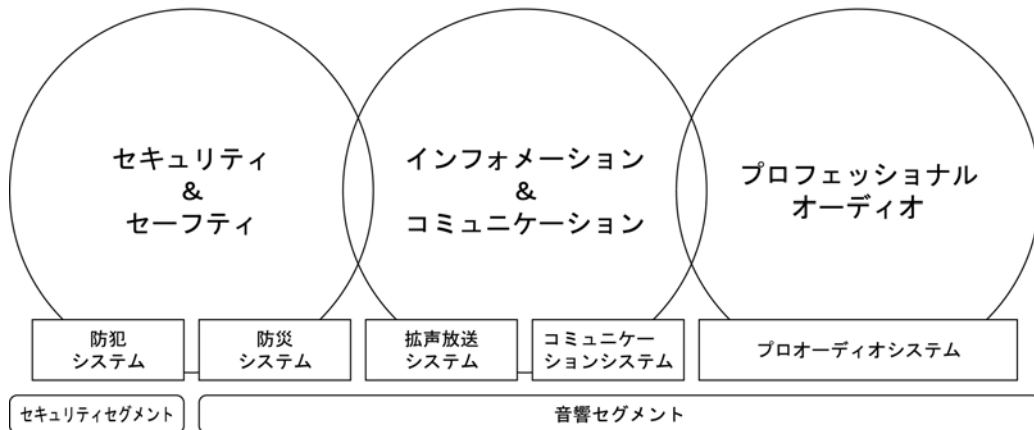 セキュリティ
&
セーフティ
インフォメーション
&
コミュニケーション
プロフェッショナル
オーディオ
防犯
システム
防災
システム
拡声放送
システム
コミュニケー
ションシステム
プロオーディオシステム
セキュリティセグメント
音響セグメント